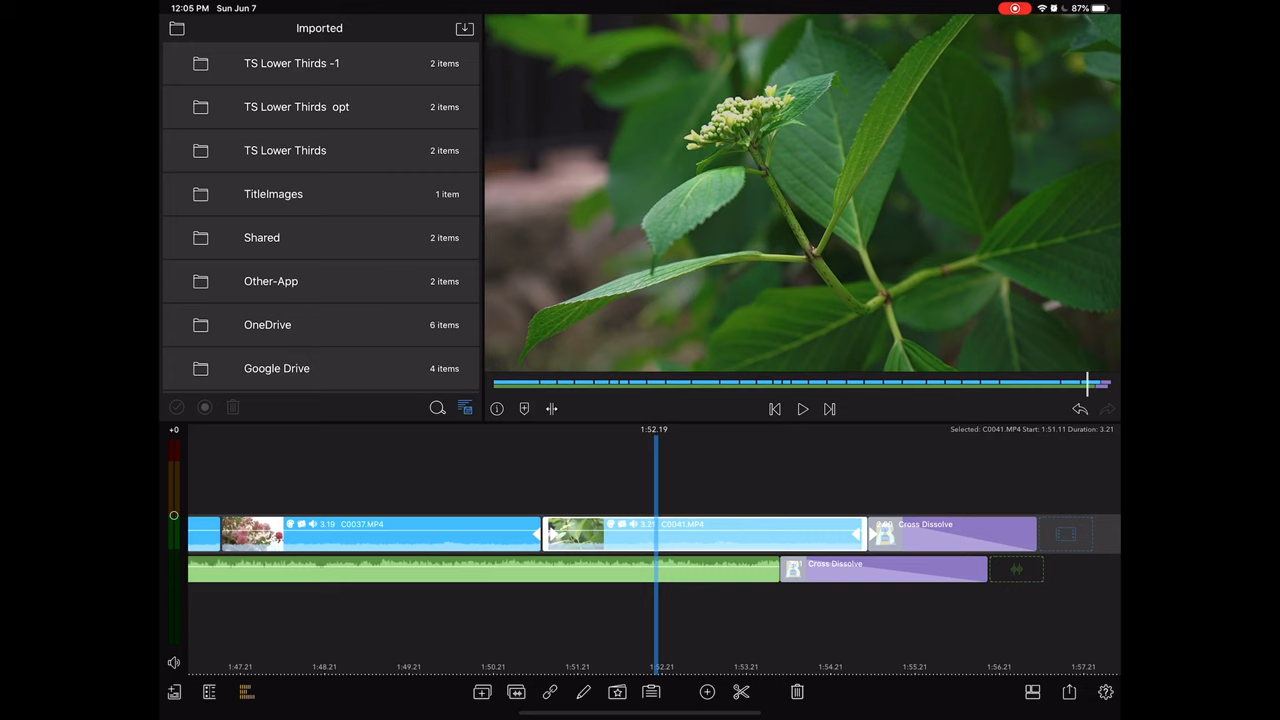 12:05 PM Sun Jun 7
87%
Imported
TS Lower Thirds -1 2 items
TS Lower Thirds opt 2 items
TS Lower Thirds 2 items
TitleImages 1 item
Shared 2 items
Other-App 2 items
OneDrive 6 items
Google Drive 4 items
+0
1:52.19
Selected: C0041.MP4 Start: 1:51.11 Duration: 3.21
3.19 C0037.MP4
3.21 C0041.MP4
Cross Dissolve
Cross Dissolve
1:47.21 1:48.21 1:49.21 1:50.21 1:51.21 1:52.21 1:53.21 1:54.21 1:55.21 1:56.21 1:57.21